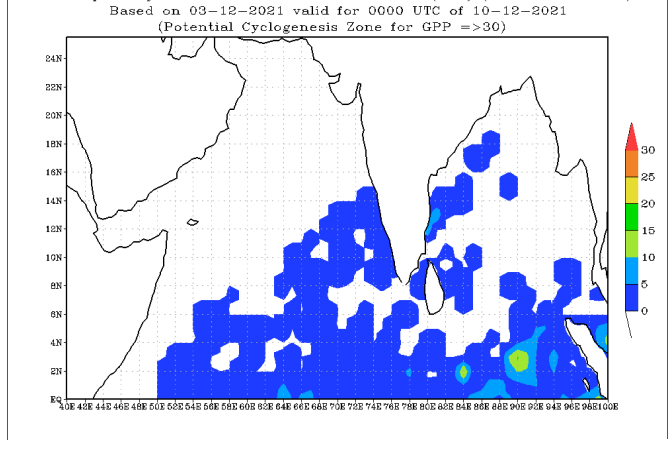 Based on 03-12-2021 valid for 0000 UTC of 10-12-2021
(Potential Cyclogenesis Zone for GPP =>30)
24N
22N
20N
18N
16N
14N
12N
10N
8N
6N
4N
2N
EQ
30
25
20
15
10
5
0
40E 42E 44E 46E 48E 50E 52E 54E 56E 58E 60E 62E 64E 66E 68E 70E 72E 74E 76E 78E 80E 82E 84E 86E 88E 90E 92E 94E 96E 98E 100E